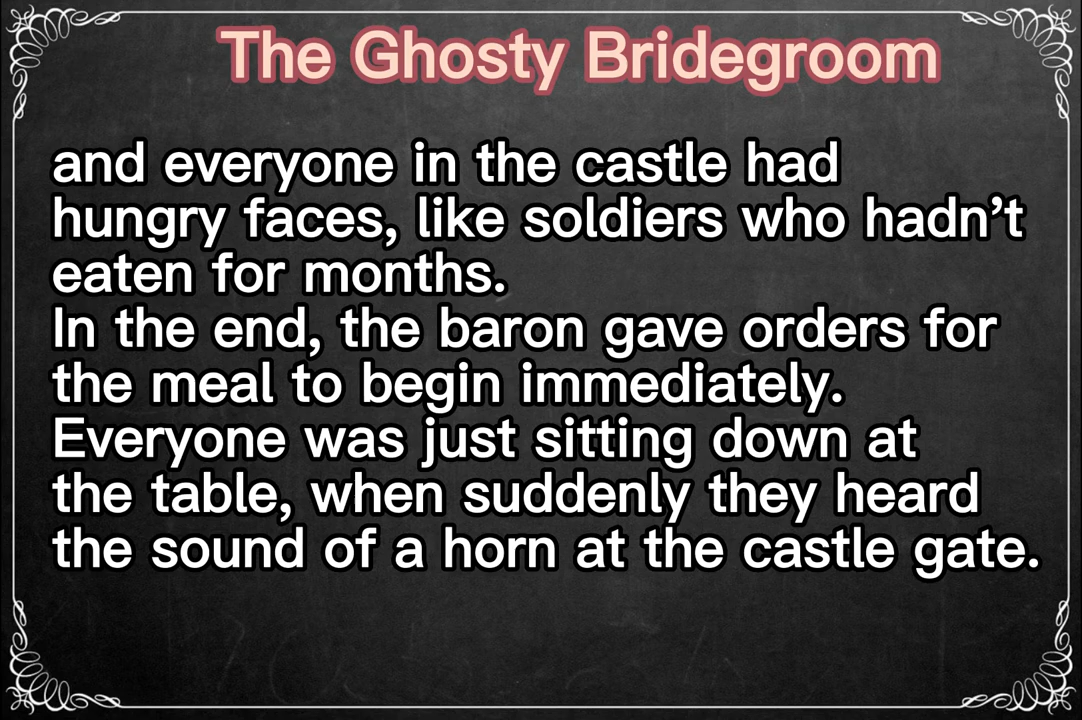 The Ghosty Bridegroom
and everyone in the castle had
hungry faces, like soldiers who hadn’t
eaten for months.
In the end, the baron gave orders for
the meal to begin immediately.
Everyone was just sitting down at
the table, when suddenly they heard
the sound of a horn at the castle gate.